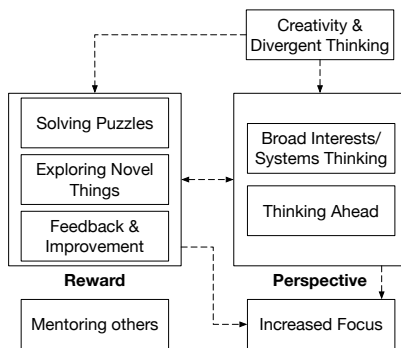 Creativity &
Divergent Thinking
Solving Puzzles
Exploring Novel
Things
Feedback &
Improvement
Reward
Broad Interests/
Systems Thinking
Thinking Ahead
Perspective
Mentoring others
Increased Focus